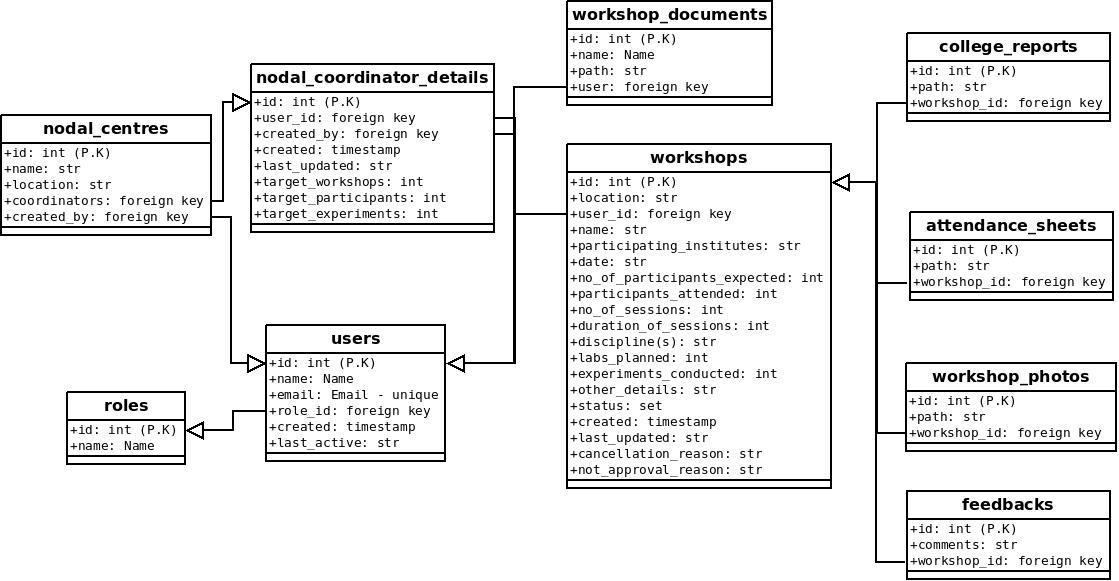 workshop_documents
+id: int (P.K)
+name: Name
+path: str
+user: foreign key
college_reports
+id: int (P.K)
+path: str
+workshop_id: foreign key
nodal_coordinator_details
+id: int (P.K)
+user_id: foreign key
+created_by: foreign key
+created: timestamp
+last_updated: str
+target_workshops: int
+target_participants: int
+target_experiments: int
nodal_centres
+id: int (P.K)
+name: str
+location: str
+coordinators: foreign key
+created_by: foreign key
workshops
+id: int (P.K)
+location: str
+user_id: foreign key
+name: str
+participating_institutes: str
+date: str
+no_of_participants_expected: int
+participants_attended: int
+no_of_sessions: int
+duration_of_sessions: int
+discipline(s): str
+labs_planned: int
+experiments_conducted: int
+other_details: str
+status: set
+created: timestamp
+last_updated: str
+cancellation_reason: str
+not_approval_reason: str
attendance_sheets
+id: int (P.K)
+path: str
+workshop_id: foreign key
users
+id: int (P.K)
+name: Name
+email: Email - unique
+role_id: foreign key
+created: timestamp
+last_active: str
roles
+id: int (P.K)
+name: Name
workshop_photos
+id: int (P.K)
+path: str
+workshop_id: foreign key
feedbacks
+id: int (P.K)
+comments: str
+workshop_id: foreign key